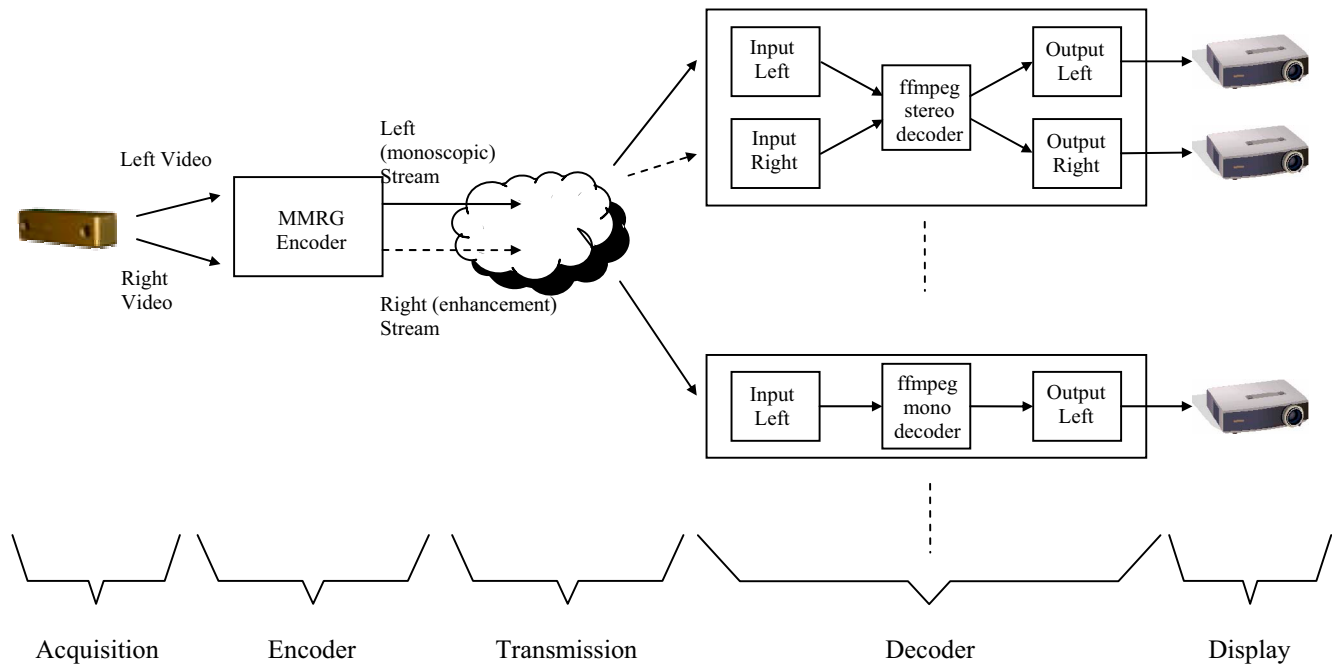 Left Video
Right
Video
MMRG
Encoder
Left
(monoscopic)
Stream
Right (enhancement)
Stream
Input
Left
Input
Right
ffmpeg
stereo
decoder
Output
Left
Output
Right
Input
Left
ffmpeg
mono
decoder
Output
Left
Acquisition
Encoder
Transmission
Decoder
Display